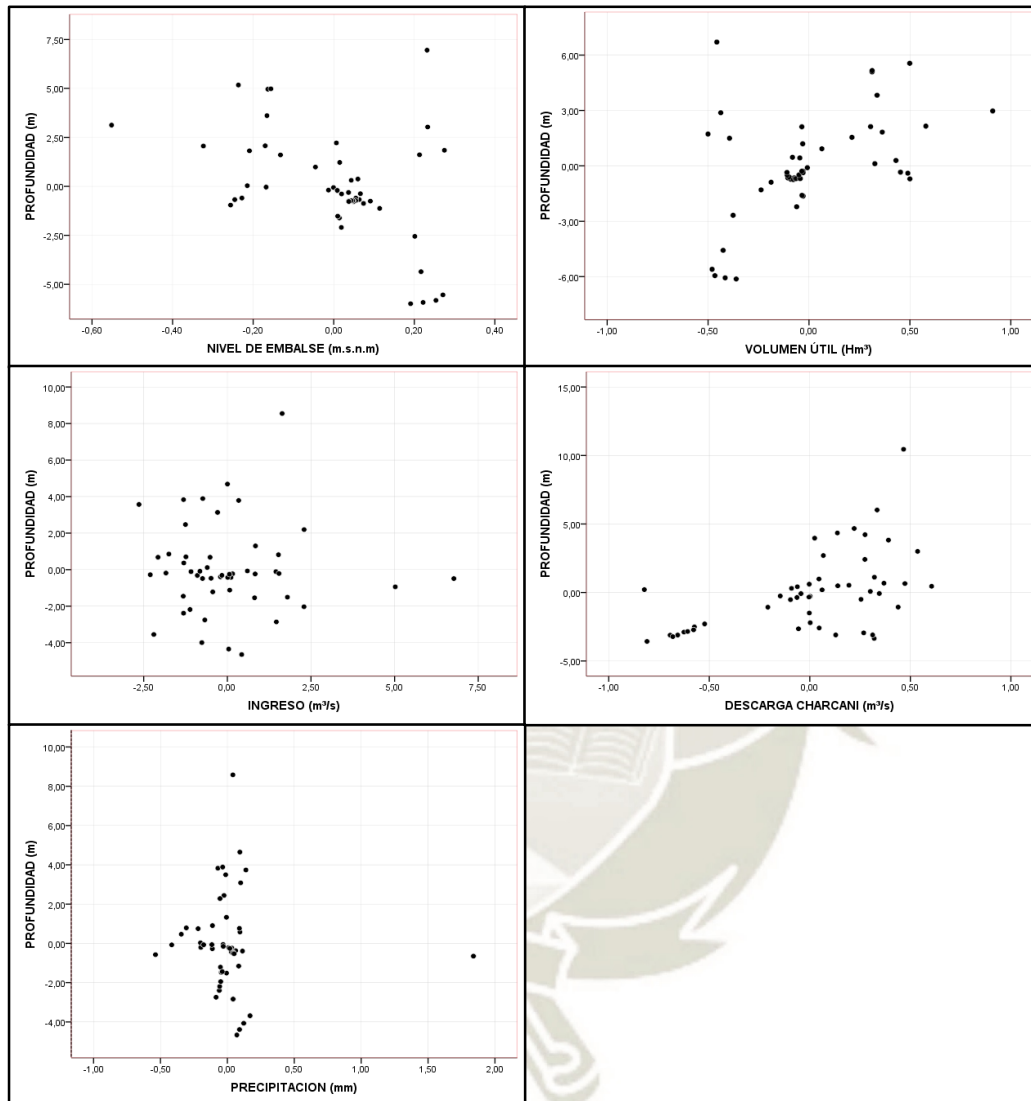 7,50
5,00
2,50
0,00
-2,50
-5,00
PROFUNDIDAD (m)
-0,60 -0,40 -0,20 0,00 0,20 0,40
NIVEL DE EMBALSE (m.s.n.m)
6,00
3,00
0,00
-3,00
-6,00
PROFUNDIDAD (m)
-1,00 -0,50 0,00 0,50 1,00
VOLUMEN ÚTIL (Hm³)
10,00
8,00
6,00
4,00
2,00
0,00
-2,00
-4,00
PROFUNDIDAD (m)
-2,50 0,00 2,50 5,00 7,50
INGRESO (m³/s)
15,00
10,00
5,00
0,00
-5,00
PROFUNDIDAD (m)
-1,00 -0,50 0,00 0,50 1,00
DESCARGA CHARCANI (m³/s)
10,00
8,00
6,00
4,00
2,00
0,00
-2,00
-4,00
PROFUNDIDAD (m)
-1,00 -0,50 0,00 0,50 1,00 1,50 2,00
PRECIPITACION (mm)